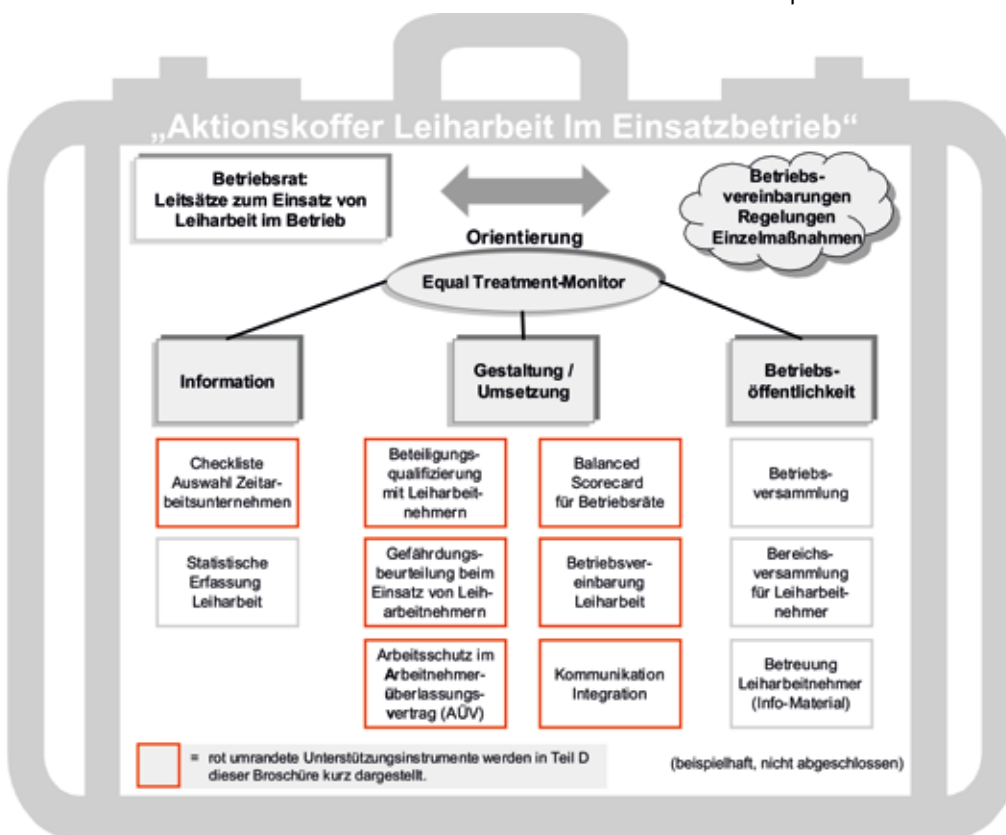 „Aktionskoffer Leiharbeit Im Einsatzbetrieb“
Betriebsrat:
Leitsätze zum Einsatz von
Leiharbeit im Betrieb
Betriebs-
vereinbarungen
Regelungen
Einzelmaßnahmen
Orientierung
Equal Treatment-Monitor
Information
Gestaltung /
Umsetzung
Betriebs-
öffentlichkeit
Checkliste
Auswahl Zeitar-
beitsunternehmen
Statistische
Erfassung
Leiharbeit
Beteiligungs-
qualifizierung
mit Leiharbeit-
nehmern
Gefährdungs-
beurteilung beim
Einsatz von Leih-
arbeitnehmern
Arbeitsschutz im
Arbeitnehmer-
überlassungs-
vertrag (AÜV)
Balanced
Scorecard
für Betriebsräte
Betriebsver-
einbarung
Leiharbeit
Kommunikation
Integration
Betriebs-
versammlung
Bereichs-
versammlung
für Leiharbeit-
nehmer
Betreuung
Leiharbeitnehmer
(Info-Material)
= rot umrandete Unterstützungsinstrumente werden in Teil D
dieser Broschüre kurz dargestellt.
(beispielhaft, nicht abgeschlossen)